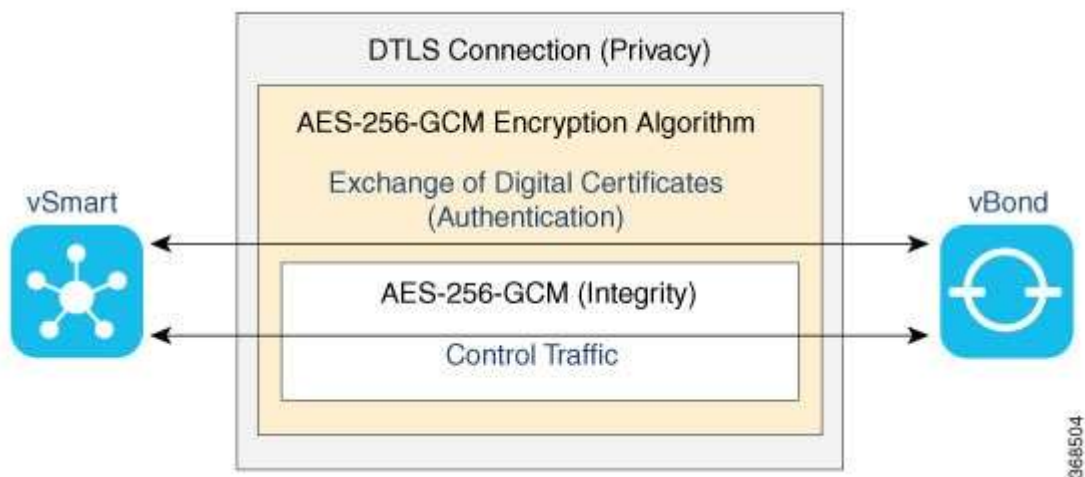 DTLS Connection (Privacy)
AES-256-GCM Encryption Algorithm
Exchange of Digital Certificates
(Authentication)
vSmart
vBond
AES-256-GCM (Integrity)
Control Traffic
368504